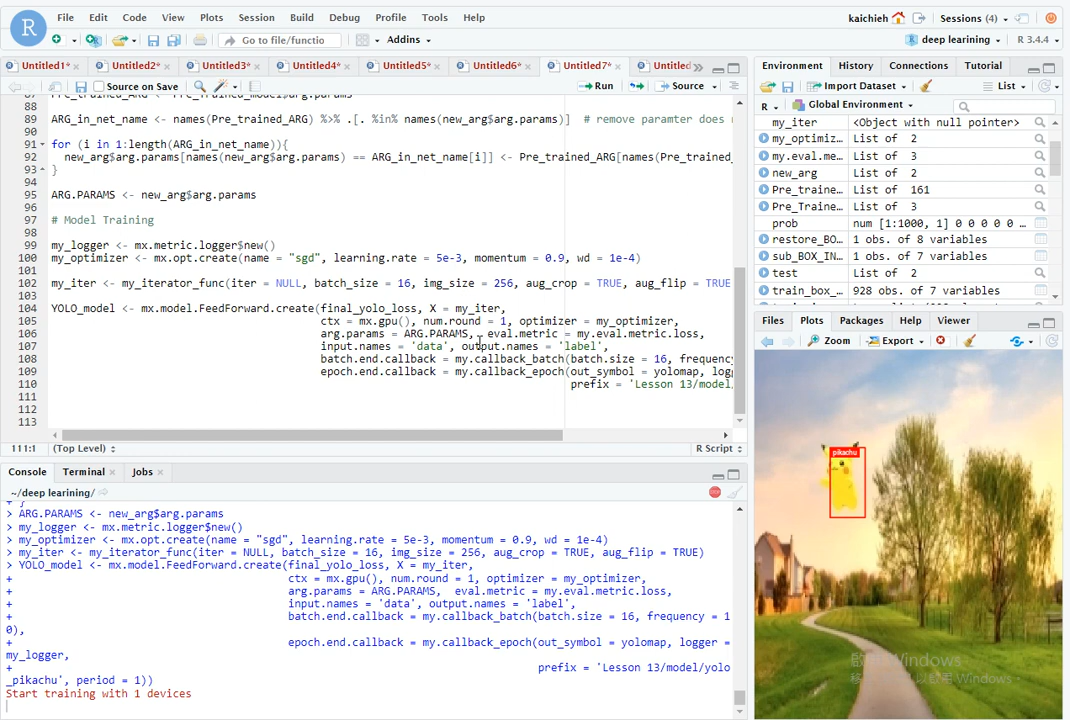 File Edit Code View Plots Session Build Debug Profile Tools Help
kaichieh Sessions (4)
Go to file/functio Addins
deep learining R 3.4.4
Untitled1* Untitled2* Untitled3* Untitled4* Untitled5* Untitled6* Untitled7* Untitled
Source on Save Run Source
88
89 ARG_in_net_name <- names(Pre_trained_ARG) %>% .[. %in% names(new_arg$arg.params)] # remove paramter does
90
91 for (i in 1:length(ARG_in_net_name)){
92 new_arg$arg.params[names(new_arg$arg.params) == ARG_in_net_name[i]] <- Pre_trained_ARG[names(Pre_trained_
93 }
94
95 ARG.PARAMS <- new_arg$arg.params
96
97 # Model Training
98
99 my_logger <- mx.metric.logger$new()
100 my_optimizer <- mx.opt.create(name = "sgd", learning.rate = 5e-3, momentum = 0.9, wd = 1e-4)
101
102 my_iter <- my_iterator_func(iter = NULL, batch_size = 16, img_size = 256, aug_crop = TRUE, aug_flip = TRUE
103
104 YOLO_model <- mx.model.FeedForward.create(final_yolo_loss, X = my_iter,
105 ctx = mx.gpu(), num.round = 1, optimizer = my_optimizer,
106 arg.params = ARG.PARAMS, eval.metric = my.eval.metric.loss,
107 input.names = 'data', output.names = 'label',
108 batch.end.callback = my.callback_batch(batch.size = 16, frequency
109 epoch.end.callback = my.callback_epoch(out_symbol = yolomap, log
110 prefix = 'Lesson 13/model
111
112
113
111:1 (Top Level) R Script
Console Terminal Jobs
~/deep learining/
+ }
> ARG.PARAMS <- new_arg$arg.params
> my_logger <- mx.metric.logger$new()
> my_optimizer <- mx.opt.create(name = "sgd", learning.rate = 5e-3, momentum = 0.9, wd = 1e-4)
> my_iter <- my_iterator_func(iter = NULL, batch_size = 16, img_size = 256, aug_crop = TRUE, aug_flip = TRUE)
> YOLO_model <- mx.model.FeedForward.create(final_yolo_loss, X = my_iter,
+ ctx = mx.gpu(), num.round = 1, optimizer = my_optimizer,
+ arg.params = ARG.PARAMS, eval.metric = my.eval.metric.loss,
+ input.names = 'data', output.names = 'label',
+ batch.end.callback = my.callback_batch(batch.size = 16, frequency = 1
0),
+ epoch.end.callback = my.callback_epoch(out_symbol = yolomap, logger =
my_logger,
+ prefix = 'Lesson 13/model/yolo
_pikachu', period = 1))
Start training with 1 devices
Environment History Connections Tutorial
Import Dataset List
R Global Environment
my_iter <Object with null pointer>
my_optimiz... List of 2
my.eval.me... List of 3
new_arg List of 2
Pre_traine... List of 161
Pre_Traine... List of 3
prob num [1:1000, 1] 0 0 0 0 0 ...
restore_BO... 1 obs. of 8 variables
sub_BOX_IN... 1 obs. of 7 variables
test List of 2
train_box_... 928 obs. of 7 variables
Files Plots Packages Help Viewer
Zoom Export
pikachu
Windows
Windows。